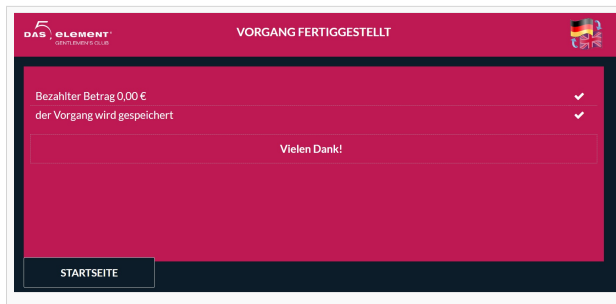 DAS 5. ELEMENT
GENTLEMEN'S CLUB
VORGANG FERTIGGESTELLT
Bezahlter Betrag 0,00 €
der Vorgang wird gespeichert
Vielen Dank!
STARTSEITE